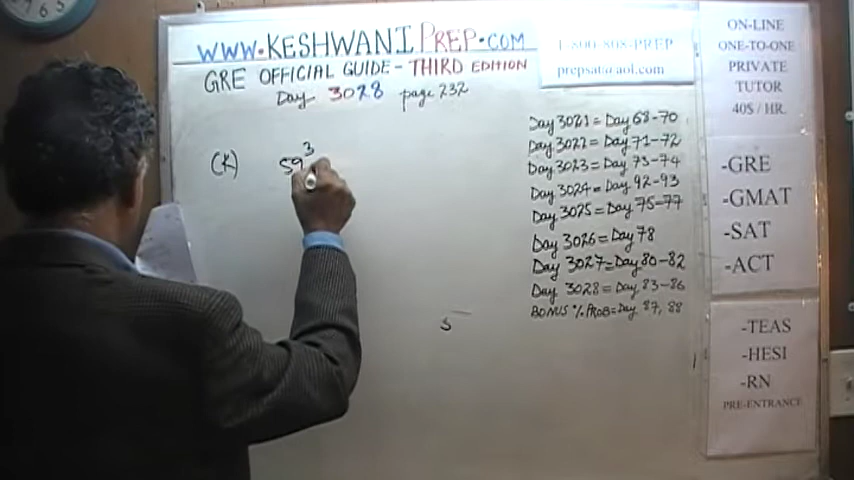 WWW.KESHWANIPREP.COM
GRE OFFICIAL GUIDE - THIRD EDITION
Day 3028 page 232
1-800-808-PREP
prepsat@aol.com
(K) 59³
Day 3021 = Day 68-70
Day 3022 = Day 71-72
Day 3023 = Day 73-74
Day 3024 = Day 92-93
Day 3025 = Day 75-77
Day 3026 = Day 78
Day 3027 = Day 80-82
Day 3028 = Day 83-86
BONUS % PROB = Day 87, 88
5
ON-LINE
ONE-TO-ONE
PRIVATE
TUTOR
40$ / HR.
-GRE
-GMAT
-SAT
-ACT
-TEAS
-HESI
-RN
PRE-ENTRANCE